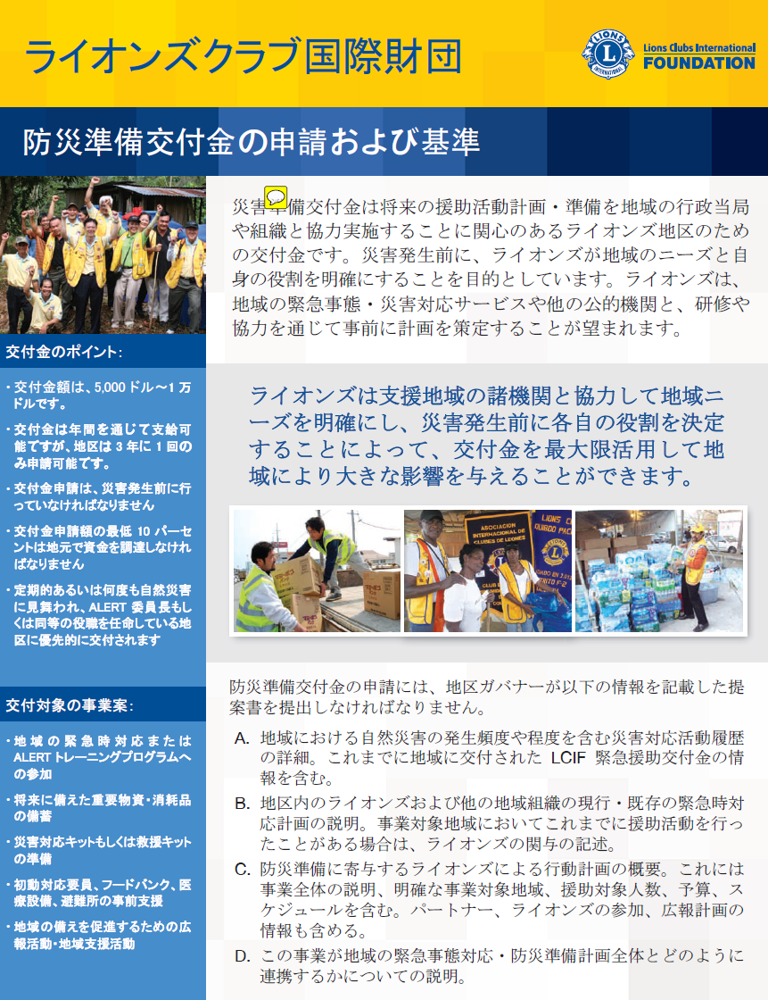 ライオンズクラブ国際財団
LIONS
L
INTERNATIONAL
Lions Clubs International
FOUNDATION
防災準備交付金の申請および基準
災害準備交付金は将来の援助活動計画・準備を地域の行政当局
や組織と協力実施することに関心のあるライオンズ地区のため
の交付金です。災害発生前に、ライオンズが地域のニーズと自
身の役割を明確にすることを目的としています。ライオンズは、
地域の緊急事態・災害対応サービスや他の公的機関と、研修や
協力を通じて事前に計画を策定することが望まれます。
交付金のポイント：
・交付金額は、5,000 ドル～1 万
ドルです。
・交付金は年間を通じて支給可
能ですが、地区は 3 年に 1 回の
み申請可能です。
・交付金申請は、災害発生前に行
っていなければなりません
・交付金申請額の最低 10 パーセ
ントは地元で資金を調達しなけれ
ばなりません
・定期的あるいは何度も自然災害
に見舞われ、ALERT 委員長もし
くは同等の役職を任命している地
区に優先的に交付されます
ライオンズは支援地域の諸機関と協力して地域ニ
ーズを明確にし、災害発生前に各自の役割を決定
することによって、交付金を最大限活用して地
域により大きな影響を与えることができます。
ASOCIACION
INTERNACIONAL DE
CLUBES DE LEONES
LIONS C
QUIBDO PAC
交付対象の事業案：
・地域の緊急時対応または
ALERT トレーニングプログラムへ
の参加
・将来に備えた重要物資・消耗品
の備蓄
・災害対応キットもしくは救援キット
の準備
・初動対応要員、フードバンク、医
療設備、避難所の事前支援
・地域の備えを促進するための広
報活動・地域支援活動
防災準備交付金の申請には、地区ガバナーが以下の情報を記載した提
案書を提出しなければなりません。
A. 地域における自然災害の発生頻度や程度を含む災害対応活動履歴
の詳細。これまでに地域に交付された LCIF 緊急援助交付金の情
報を含む。
B. 地区内のライオンズおよび他の地域組織の現行・既存の緊急時対
応計画の説明。事業対象地域においてこれまでに援助活動を行っ
たことがある場合は、ライオンズの関与の記述。
C. 防災準備に寄与するライオンズによる行動計画の概要。これには
事業全体の説明、明確な事業対象地域、援助対象人数、予算、ス
ケジュールを含む。パートナー、ライオンズの参加、広報計画の
情報も含める。
D. この事業が地域の緊急事態対応・防災準備計画全体とどのように
連携するかについての説明。